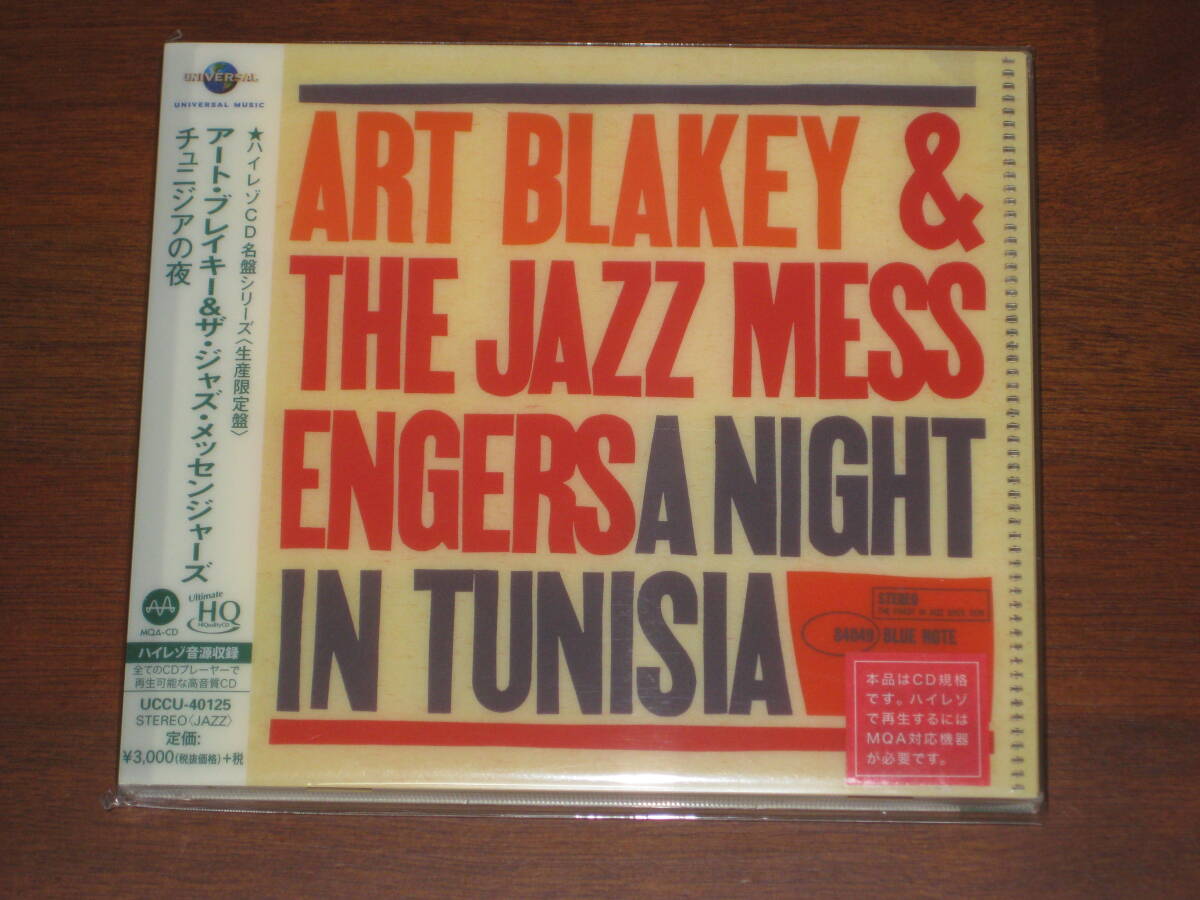 UNIVERSAL
UNIVERSAL MUSIC
★ハイレゾCD名盤シリーズ〈生産限定盤〉
アート・ブレイキー&ザ・ジャズ・メッセンジャーズ
チュニジアの夜
MQA-CD
Ultimate
HQ
HiQualityCD
ハイレゾ音源収録
全てのCDプレーヤーで
再生可能な高音質CD
UCCU-40125
STEREO〈JAZZ〉
定価:
¥3,000(税抜価格)+税
ART BLAKEY &
THE JAZZ MESS
ENGERS A NIGHT
IN TUNISIA
STEREO
THE FINEST IN JAZZ SINCE 1939
84049 BLUE NOTE
本品はCD規格
です。ハイレゾ
で再生するには
MQA対応機器
が必要です。